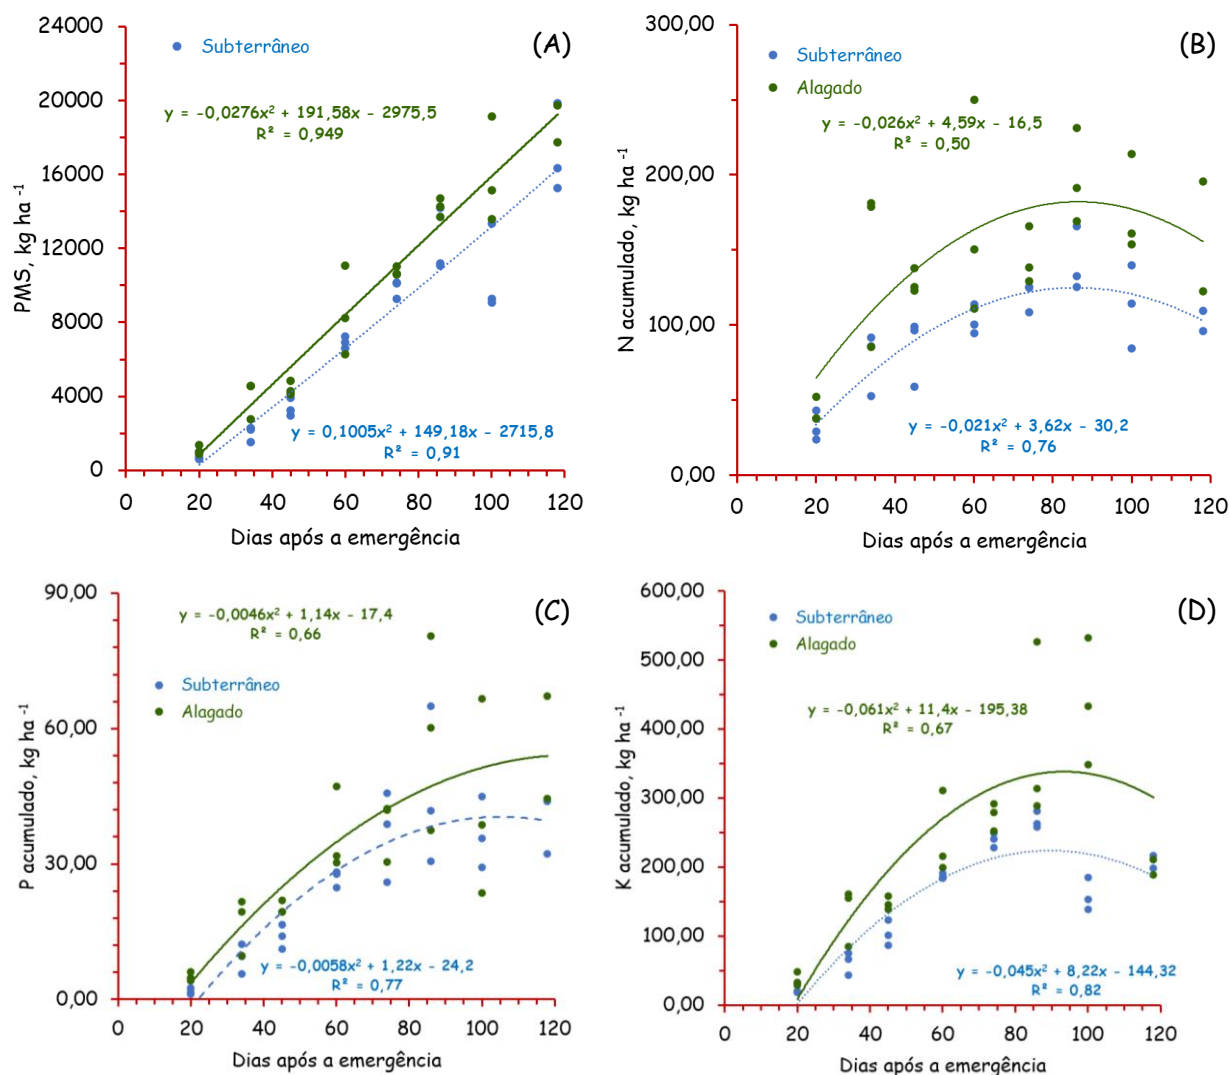 (A)
Subterrâneo
y = -0,0276x² + 191,58x - 2975,5
R² = 0,949
y = 0,1005x² + 149,18x - 2715,8
R² = 0,91
PMS, kg ha -1
24000
20000
16000
12000
8000
4000
0
0 20 40 60 80 100 120
Dias após a emergência
(B)
Subterrâneo
Alagado
y = -0,026x² + 4,59x - 16,5
R² = 0,50
y = -0,021x² + 3,62x - 30,2
R² = 0,76
N acumulado, kg ha -1
300,00
200,00
100,00
0,00
0 20 40 60 80 100 120
Dias após a emergência
(C)
y = -0,0046x² + 1,14x - 17,4
R² = 0,66
Subterrâneo
Alagado
y = -0,0058x² + 1,22x - 24,2
R² = 0,77
P acumulado, kg ha -1
90,00
60,00
30,00
0,00
0 20 40 60 80 100 120
Dias após a emergência
(D)
Subterrâneo
Alagado
y = -0,061x² + 11,4x - 195,38
R² = 0,67
y = -0,045x² + 8,22x - 144,32
R² = 0,82
K acumulado, kg ha -1
600,00
500,00
400,00
300,00
200,00
100,00
0,00
0 20 40 60 80 100 120
Dias após a emergência